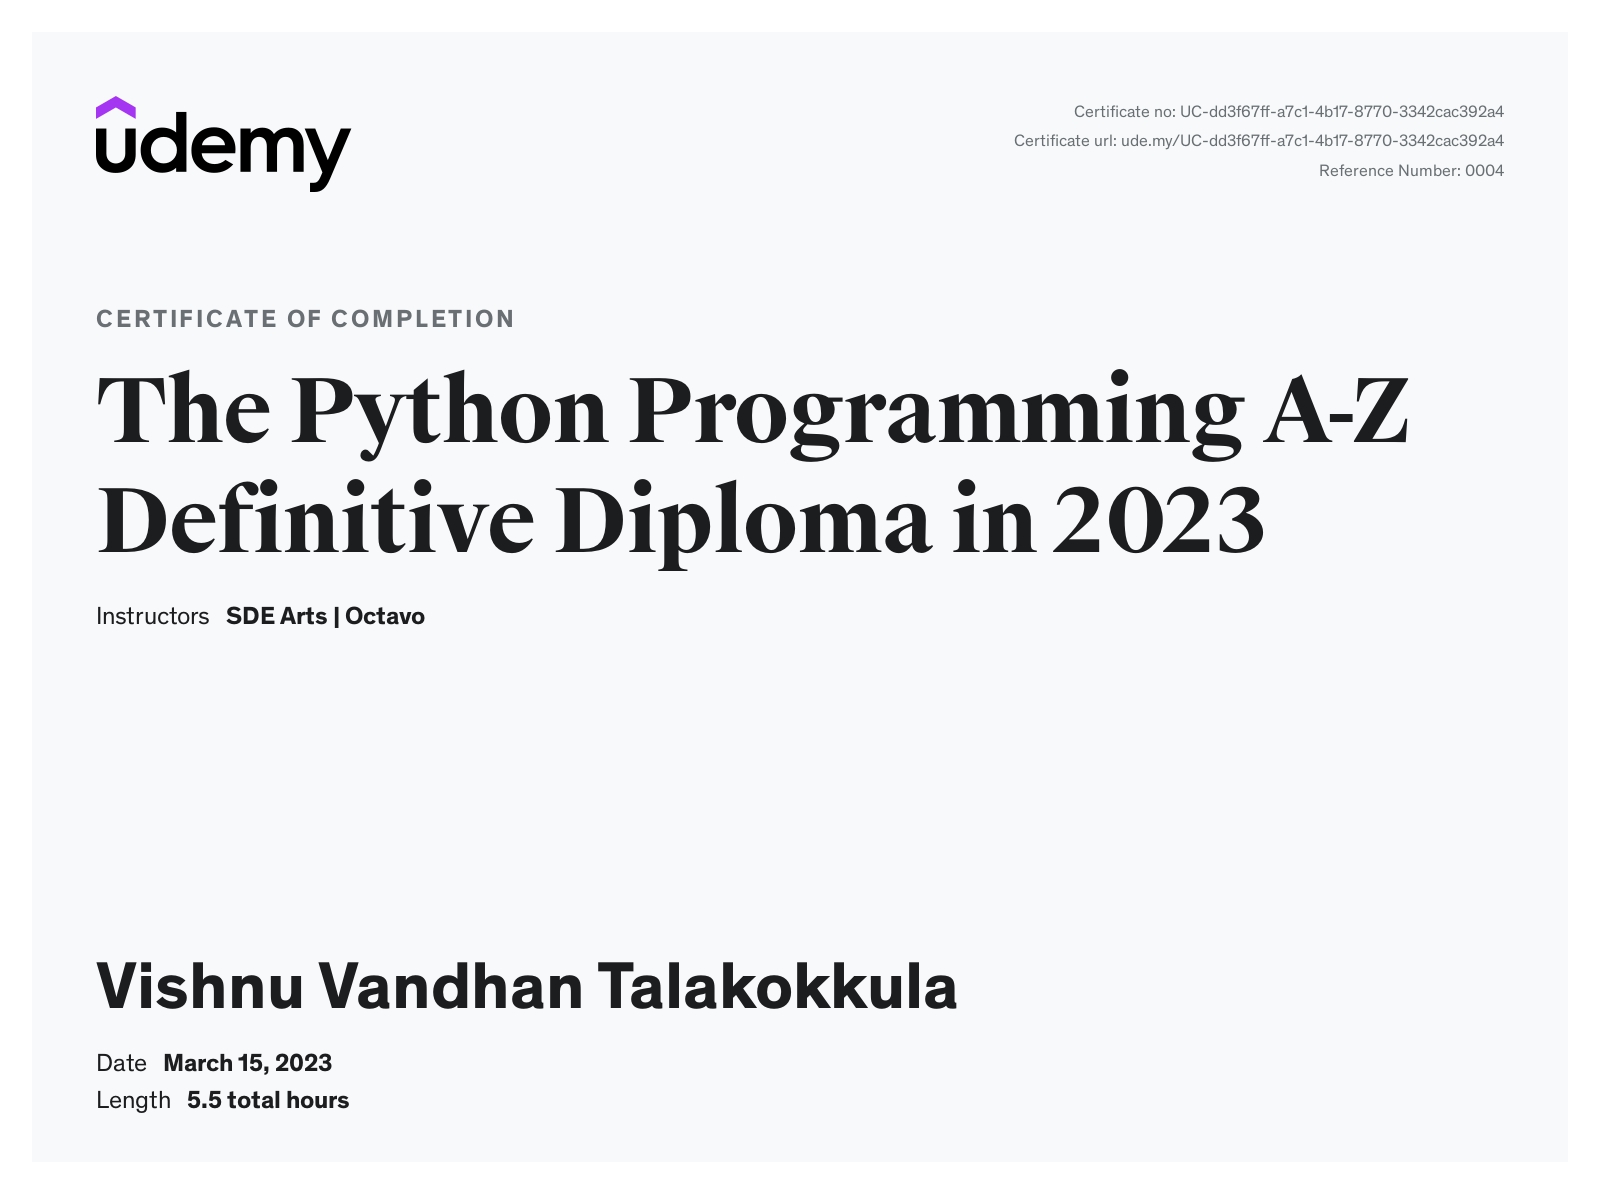 udemy
Certificate no: UC-dd3f67ff-a7c1-4b17-8770-3342cac392a4
Certificate url: ude.my/UC-dd3f67ff-a7c1-4b17-8770-3342cac392a4
Reference Number: 0004
CERTIFICATE OF COMPLETION
The Python Programming A-Z
Definitive Diploma in 2023
Instructors SDE Arts | Octavo
Vishnu Vandhan Talakokkula
Date March 15, 2023
Length 5.5 total hours